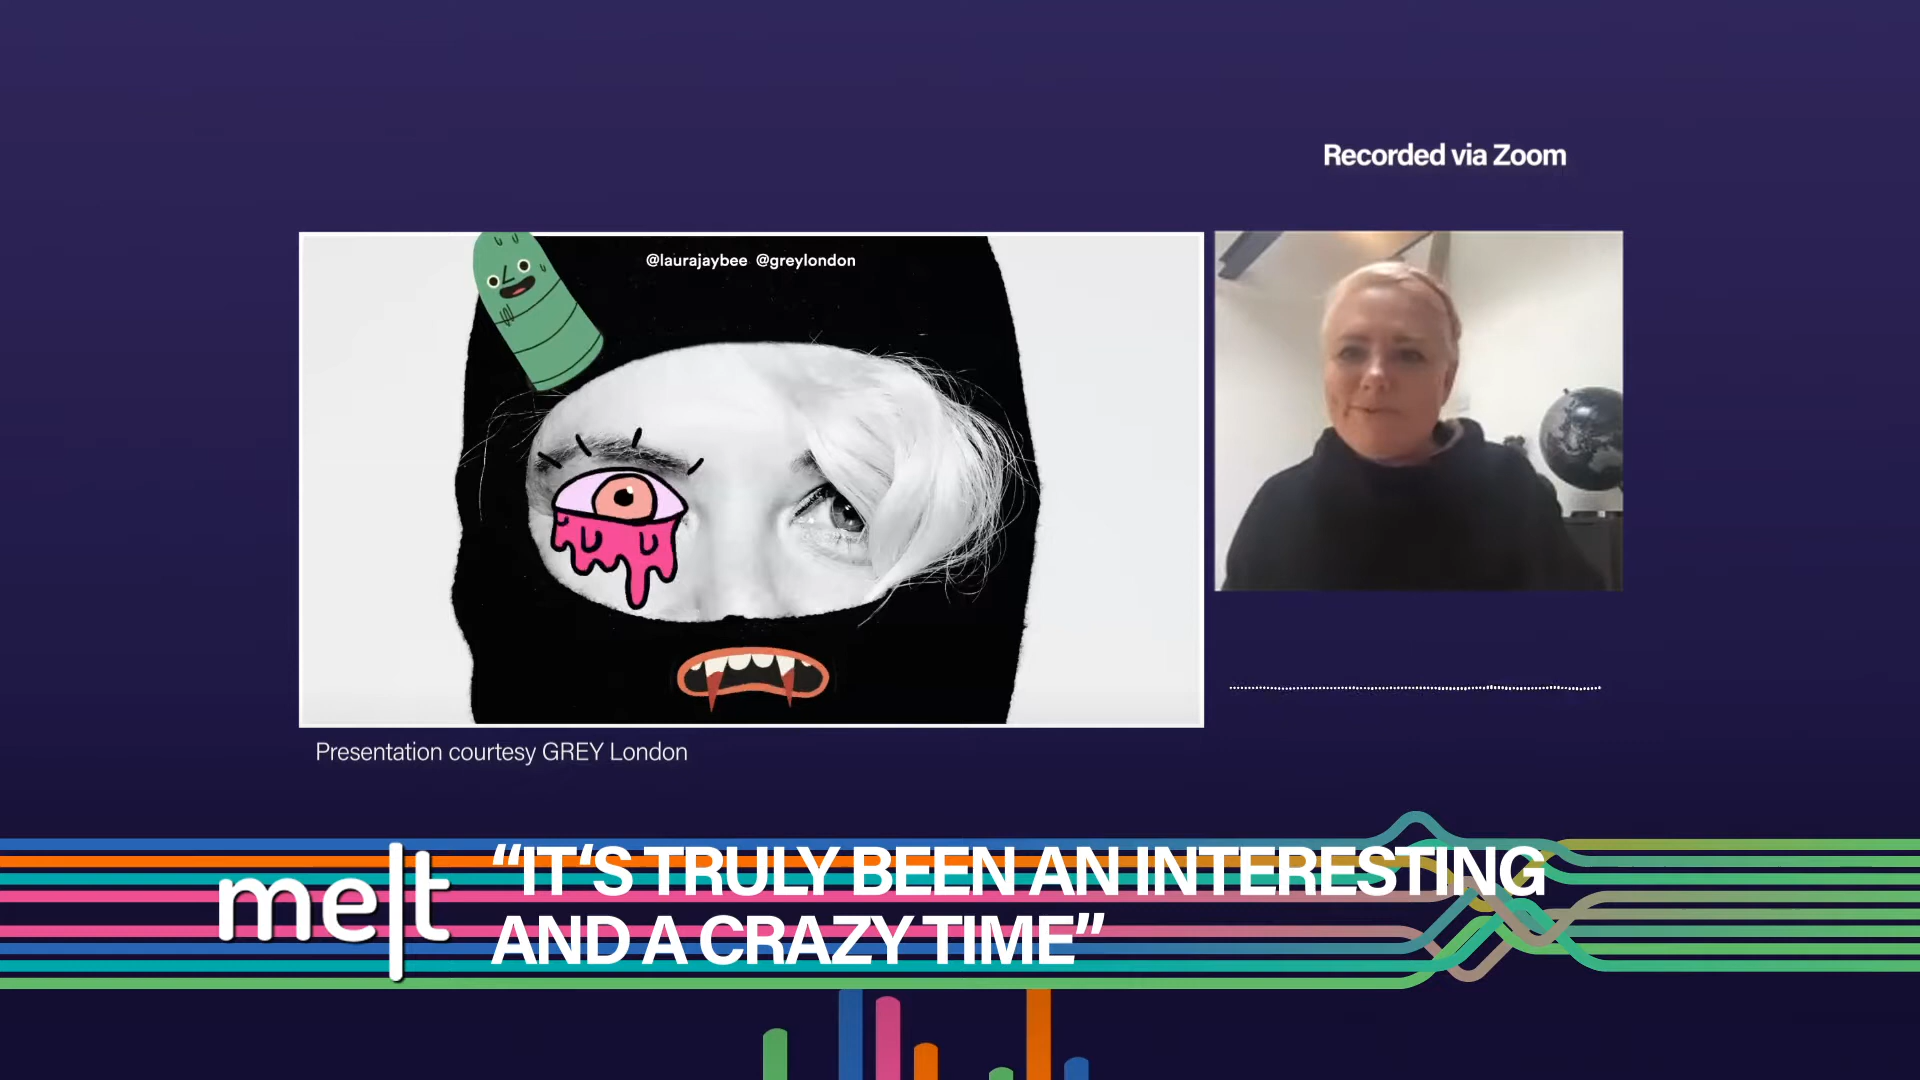 Recorded via Zoom
@laurajaybee @greylondon
Presentation courtesy GREY London
melt
“IT‘S TRULY BEEN AN INTERESTING
AND A CRAZY TIME”